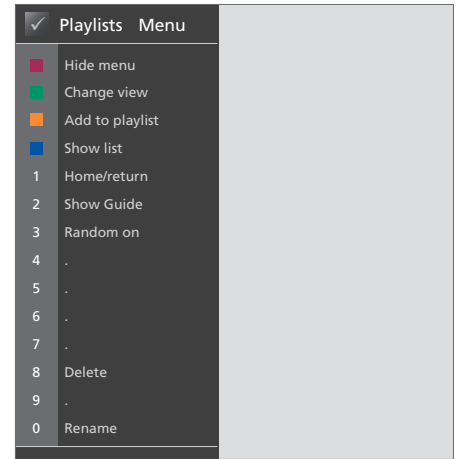 Playlists Menu
Hide menu
Change view
Add to playlist
Show list
1 Home/return
2 Show Guide
3 Random on
4 .
5 .
6 .
7 .
8 Delete
9 .
0 Rename